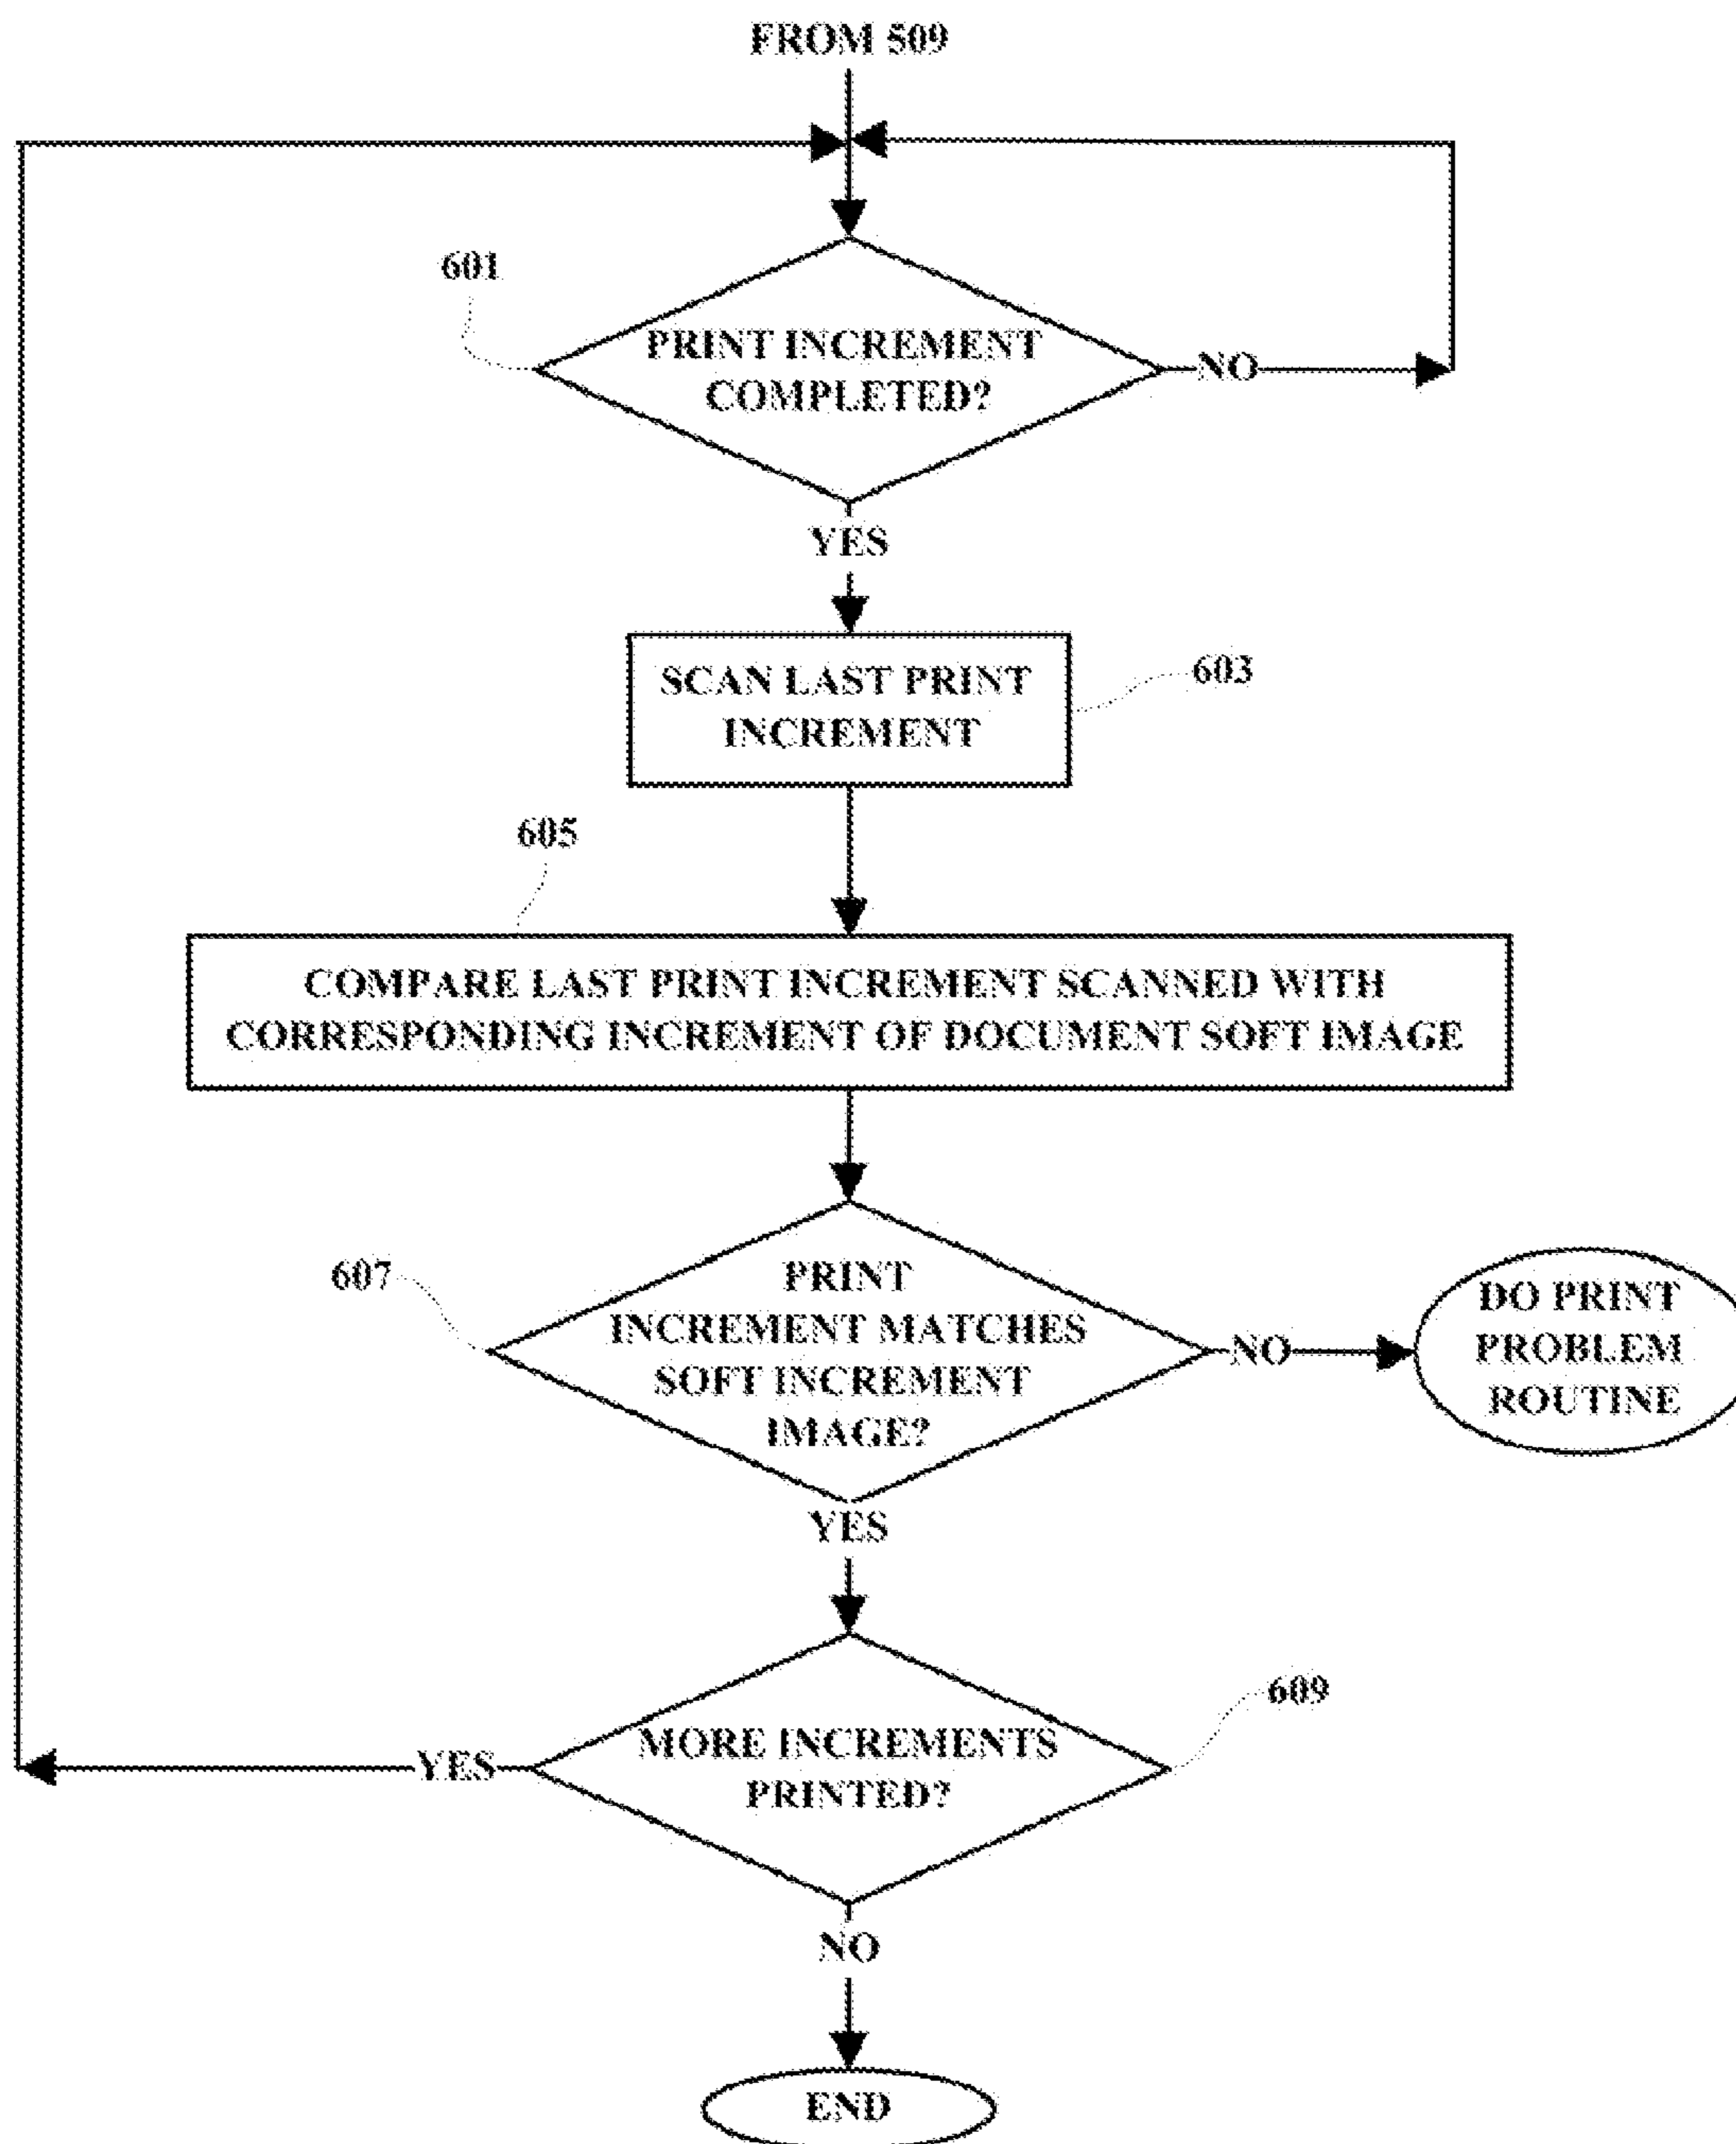 FROM 509
601
PRINT INCREMENT
COMPLETED?
NO
YES
SCAN LAST PRINT
INCREMENT
603
605
COMPARE LAST PRINT INCREMENT SCANNED WITH
CORRESPONDING INCREMENT OF DOCUMENT SOFT IMAGE
607
PRINT
INCREMENT MATCHES
SOFT INCREMENT
IMAGE?
NO
DO PRINT
PROBLEM
ROUTINE
YES
609
MORE INCREMENTS
PRINTED?
YES
NO
END